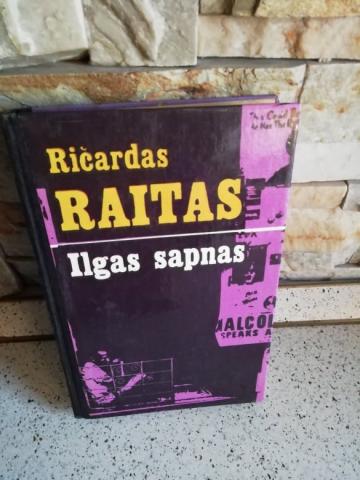 Ričardas
RAITAS
Ilgas sapnas
MALCOL
SPEAKS A